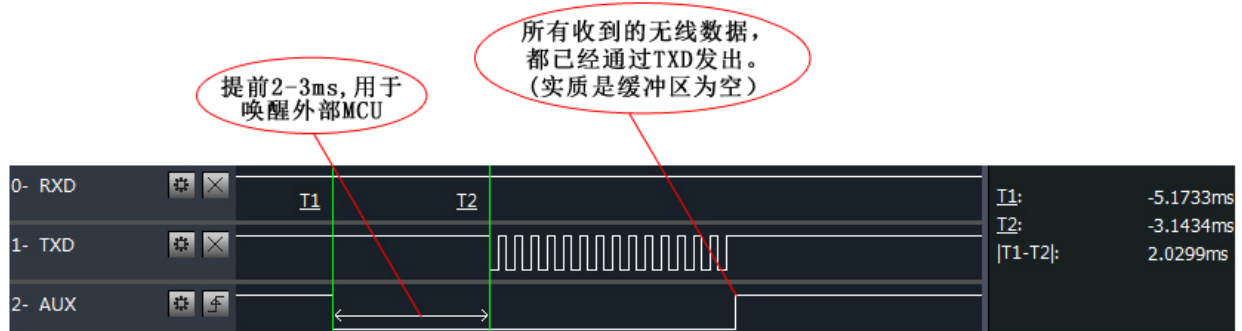 所有收到的无线数据，
都已经通过TXD发出。
(实质是缓冲区为空)
提前2-3ms,用于
唤醒外部MCU
0- RXD
T1
T2
1- TXD
2- AUX
T1: -5.1733ms
T2: -3.1434ms
|T1-T2|: 2.0299ms